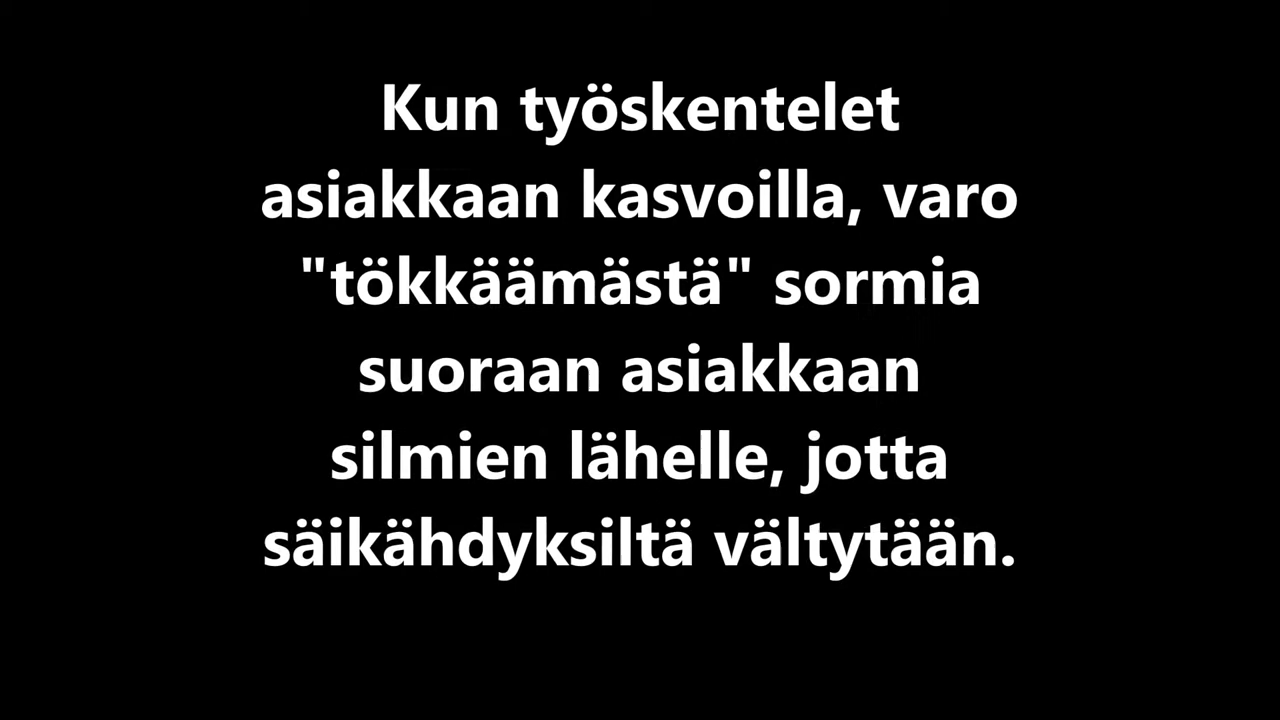 Kun työskentelet
asiakkaan kasvoilla, varo
"tökkäämästä" sormia
suoraan asiakkaan
silmien lähelle, jotta
säikähdyksiltä vältytään.